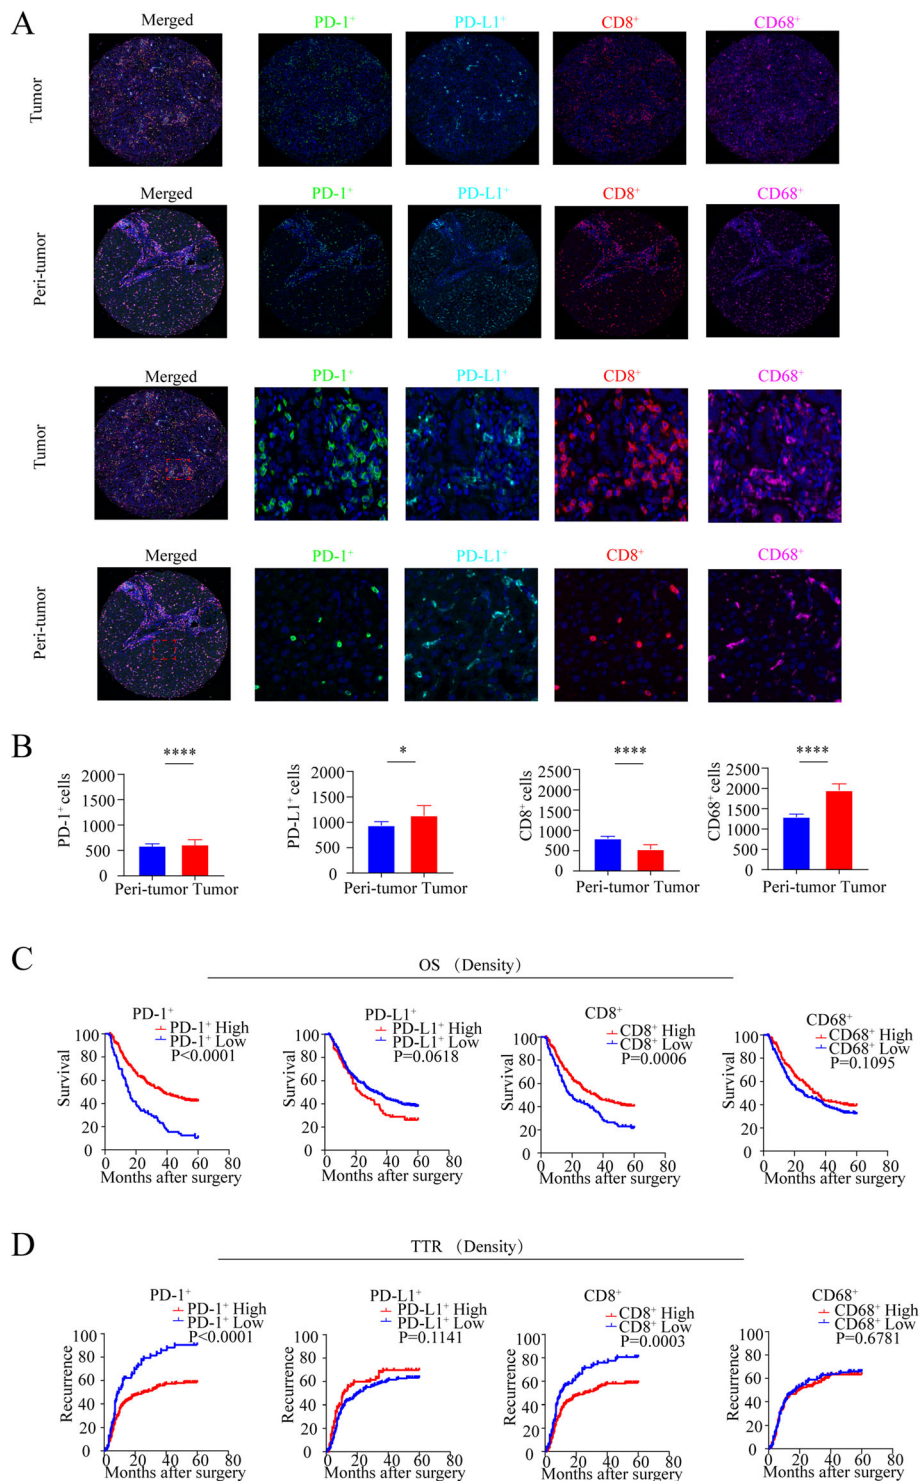 A
Merged PD-1⁺ PD-L1⁺ CD8⁺ CD68⁺
Tumor
Merged PD-1⁺ PD-L1⁺ CD8⁺ CD68⁺
Peri-tumor
Merged PD-1⁺ PD-L1⁺ CD8⁺ CD68⁺
Tumor
Merged PD-1⁺ PD-L1⁺ CD8⁺ CD68⁺
Peri-tumor
B
PD-1⁺ cells
2000
1500
1000
500
0
****
Peri-tumor Tumor
PD-L1⁺ cells
2000
1500
1000
500
0
*
Peri-tumor Tumor
CD8⁺ cells
2500
2000
1500
1000
500
0
****
Peri-tumor Tumor
CD68⁺ cells
2500
2000
1500
1000
500
0
****
Peri-tumor Tumor
C
OS (Density)
PD-1⁺
PD-1⁺ High
PD-1⁺ Low
P<0.0001
Survival
100
80
60
40
20
0
0 20 40 60 80
Months after surgery
PD-L1⁺
PD-L1⁺ High
PD-L1⁺ Low
P=0.0618
Survival
100
80
60
40
20
0
0 20 40 60 80
Months after surgery
CD8⁺
CD8⁺ High
CD8⁺ Low
P=0.0006
Survival
100
80
60
40
20
0
0 20 40 60 80
Months after surgery
CD68⁺
CD68⁺ High
CD68⁺ Low
P=0.1095
Survival
100
80
60
40
20
0
0 20 40 60 80
Months after surgery
D
TTR (Density)
PD-1⁺
PD-1⁺ High
PD-1⁺ Low
P<0.0001
Recurrence
100
80
60
40
20
0
0 20 40 60 80
Months after surgery
PD-L1⁺
PD-L1⁺ High
PD-L1⁺ Low
P=0.1141
Recurrence
100
80
60
40
20
0
0 20 40 60 80
Months after surgery
CD8⁺
CD8⁺ High
CD8⁺ Low
P=0.0003
Recurrence
100
80
60
40
20
0
0 20 40 60 80
Months after surgery
CD68⁺
CD68⁺ High
CD68⁺ Low
P=0.6781
Recurrence
100
80
60
40
20
0
0 20 40 60 80
Months after surgery